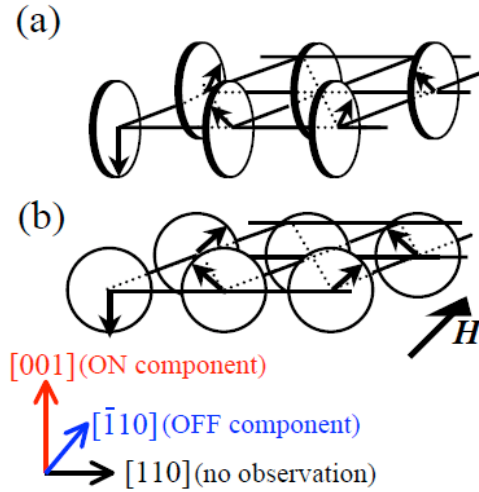 (a)
(b)
H
[001] (ON component)
[1̄10] (OFF component)
[110] (no observation)